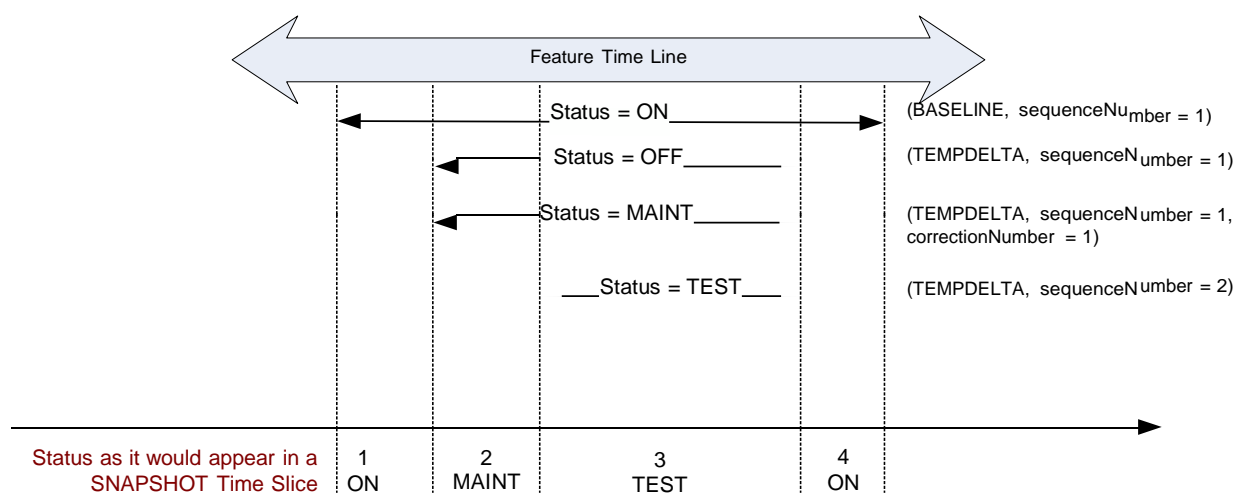 Feature Time Line
Status = ON
(BASELINE, sequenceNumber = 1)
Status = OFF
(TEMPDELTA, sequenceNumber = 1)
Status = MAINT
(TEMPDELTA, sequenceNumber = 1,
correctionNumber = 1)
Status = TEST
(TEMPDELTA, sequenceNumber = 2)
Status as it would appear in a
SNAPSHOT Time Slice
1
ON
2
MAINT
3
TEST
4
ON